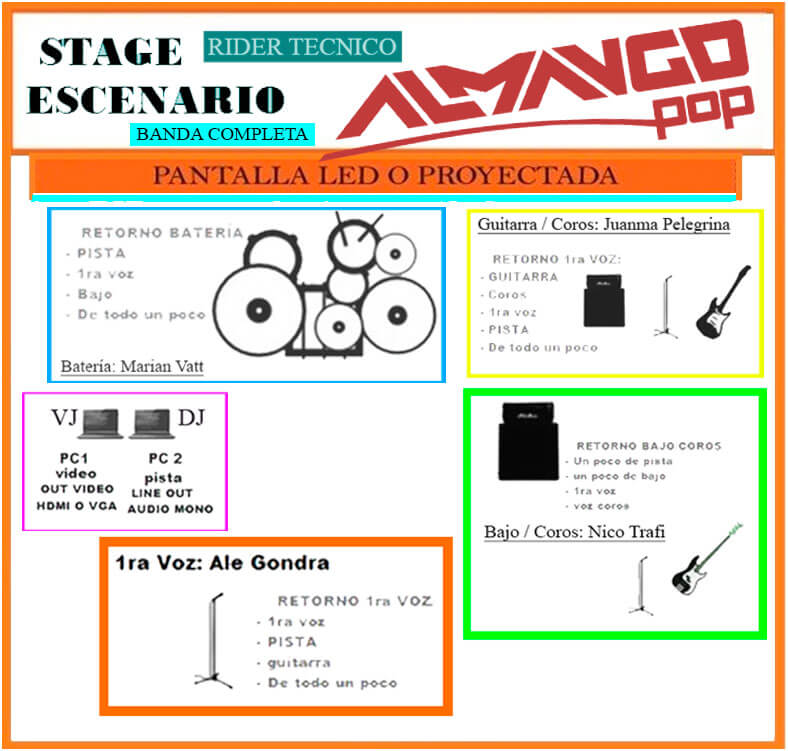 STAGE
ESCENARIO
RIDER TECNICO
BANDA COMPLETA
ALMANGO
pop
PANTALLA LED O PROYECTADA
RETORNO BATERÍA
- PISTA
- 1ra voz
- Bajo
- De todo un poco
Batería: Marian Vatt
Guitarra / Coros: Juanma Pelegrina
RETORNO 1ra VOZ:
- GUITARRA
- Coros
- 1ra voz
- PISTA
- De todo un poco
VJ DJ
PC1 PC 2
video pista
OUT VIDEO LINE OUT
HDMI O VGA AUDIO MONO
RETORNO BAJO COROS
- Un poco de pista
- un poco de bajo
- 1ra voz
- voz coros
Bajo / Coros: Nico Trafi
1ra Voz: Ale Gondra
RETORNO 1ra VOZ
- 1ra voz
- PISTA
- guitarra
- De todo un poco